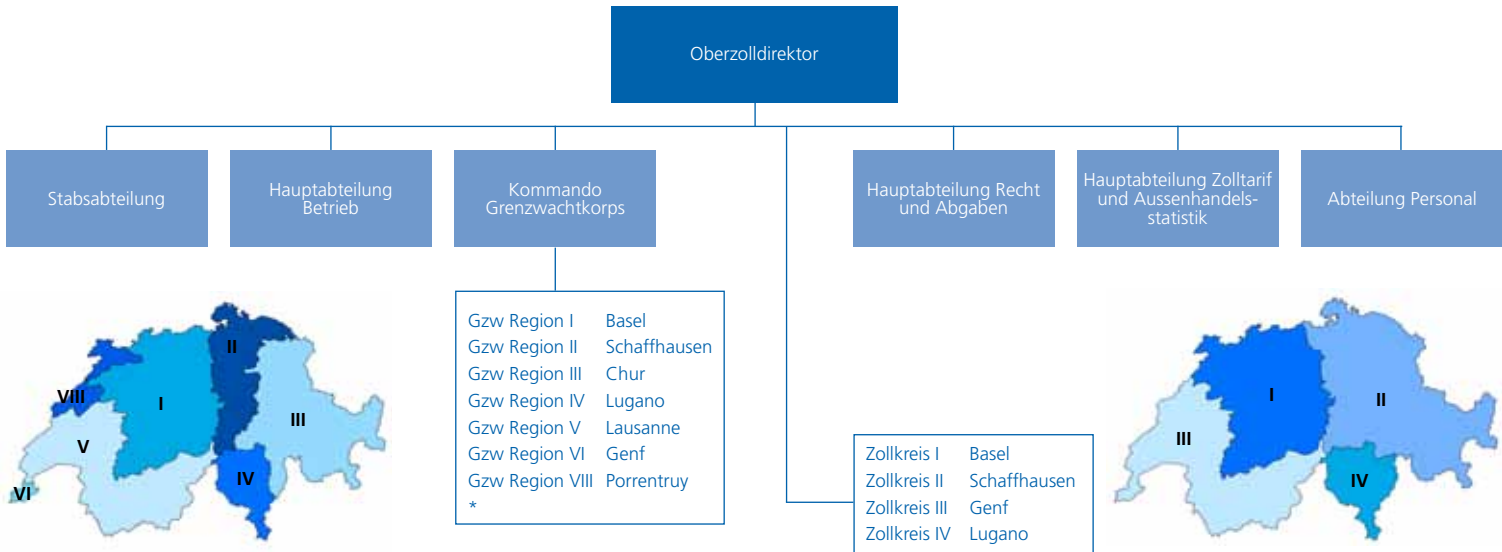 Oberzolldirektor
Stabsabteilung
Hauptabteilung
Betrieb
Kommando
Grenzwachtkorps
Hauptabteilung Recht
und Abgaben
Hauptabteilung Zolltarif
und Aussenhandels-
statistik
Abteilung Personal
Gzw Region I Basel
Gzw Region II Schaffhausen
Gzw Region III Chur
Gzw Region IV Lugano
Gzw Region V Lausanne
Gzw Region VI Genf
Gzw Region VIII Porrentruy
*
Zollkreis I Basel
Zollkreis II Schaffhausen
Zollkreis III Genf
Zollkreis IV Lugano
II
VIII
I
III
V
IV
VI
I
II
III
IV